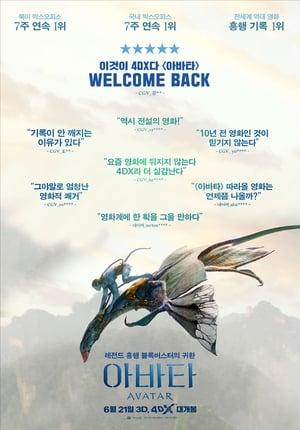 북미 박스오피스
7주 연속 1위
국내 박스오피스
7주 연속 1위
전세계 역대 영화
흥행 기록 1위
이것이 4DX다 <아바타>
WELCOME BACK
"역시 전설의 영화!"
"기록이 안 깨지는
이유가 있다"
"10년 전 영화인 것이
믿기지 않는다"
"요즘 영화에 뒤지지 않는다
4DX라 더 실감난다"
"그야말로 엄청난
영화적 쾌거"
"<아바타> 따라올 영화는
언제쯤 나올까?"
"영화계에 한 획을 그을 만하다"
레전드 흥행 블록버스터의 귀환
아바타
AVATAR
6월 21일 3D, 4DX 대개봉